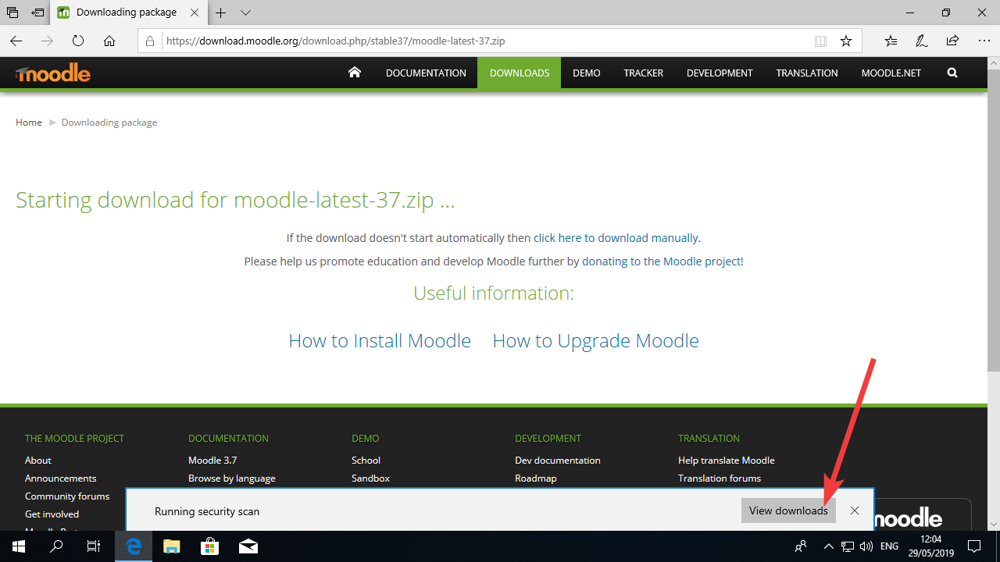 Downloading package
https://download.moodle.org/download.php/stable37/moodle-latest-37.zip
moodle
DOCUMENTATION
DOWNLOADS
DEMO
TRACKER
DEVELOPMENT
TRANSLATION
MOODLE.NET
Home
Downloading package
Starting download for moodle-latest-37.zip ...
If the download doesn't start automatically then click here to download manually.
Please help us promote education and develop Moodle further by donating to the Moodle project!
Useful information:
How to Install Moodle
How to Upgrade Moodle
THE MOODLE PROJECT
About
Announcements
Community forums
Get involved
DOCUMENTATION
Moodle 3.7
Browse by language
DEMO
School
Sandbox
DEVELOPMENT
Dev documentation
Roadmap
TRANSLATION
Help translate Moodle
Translation forums
Running security scan
View downloads
moodle
ENG
12:04
29/05/2019